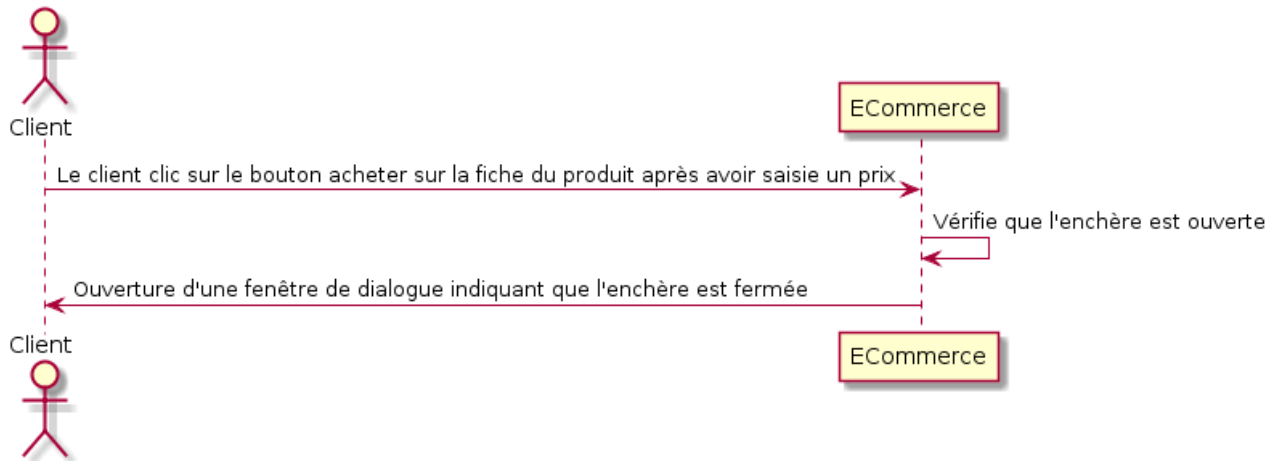 Client
ECommerce
Le client clic sur le bouton acheter sur la fiche du produit après avoir saisie un prix
Vérifie que l'enchère est ouverte
Ouverture d'une fenêtre de dialogue indiquant que l'enchère est fermée
Client
ECommerce